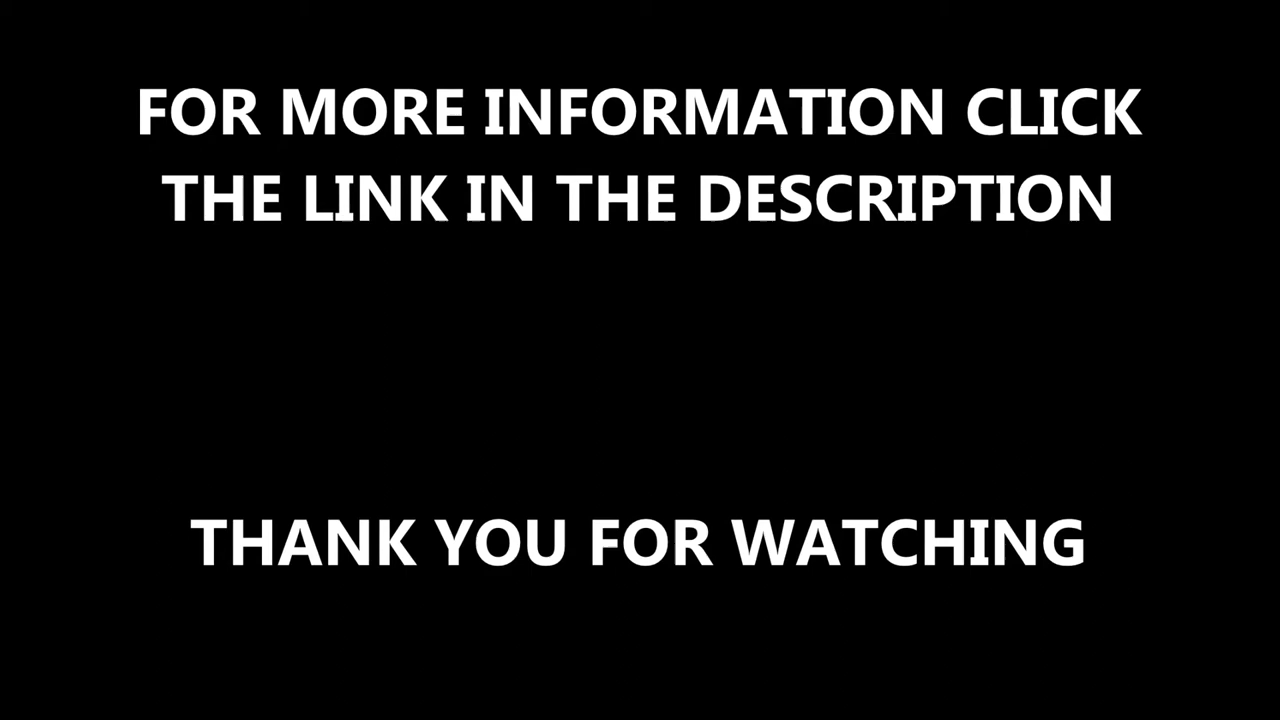 FOR MORE INFORMATION CLICK
THE LINK IN THE DESCRIPTION
THANK YOU FOR WATCHING